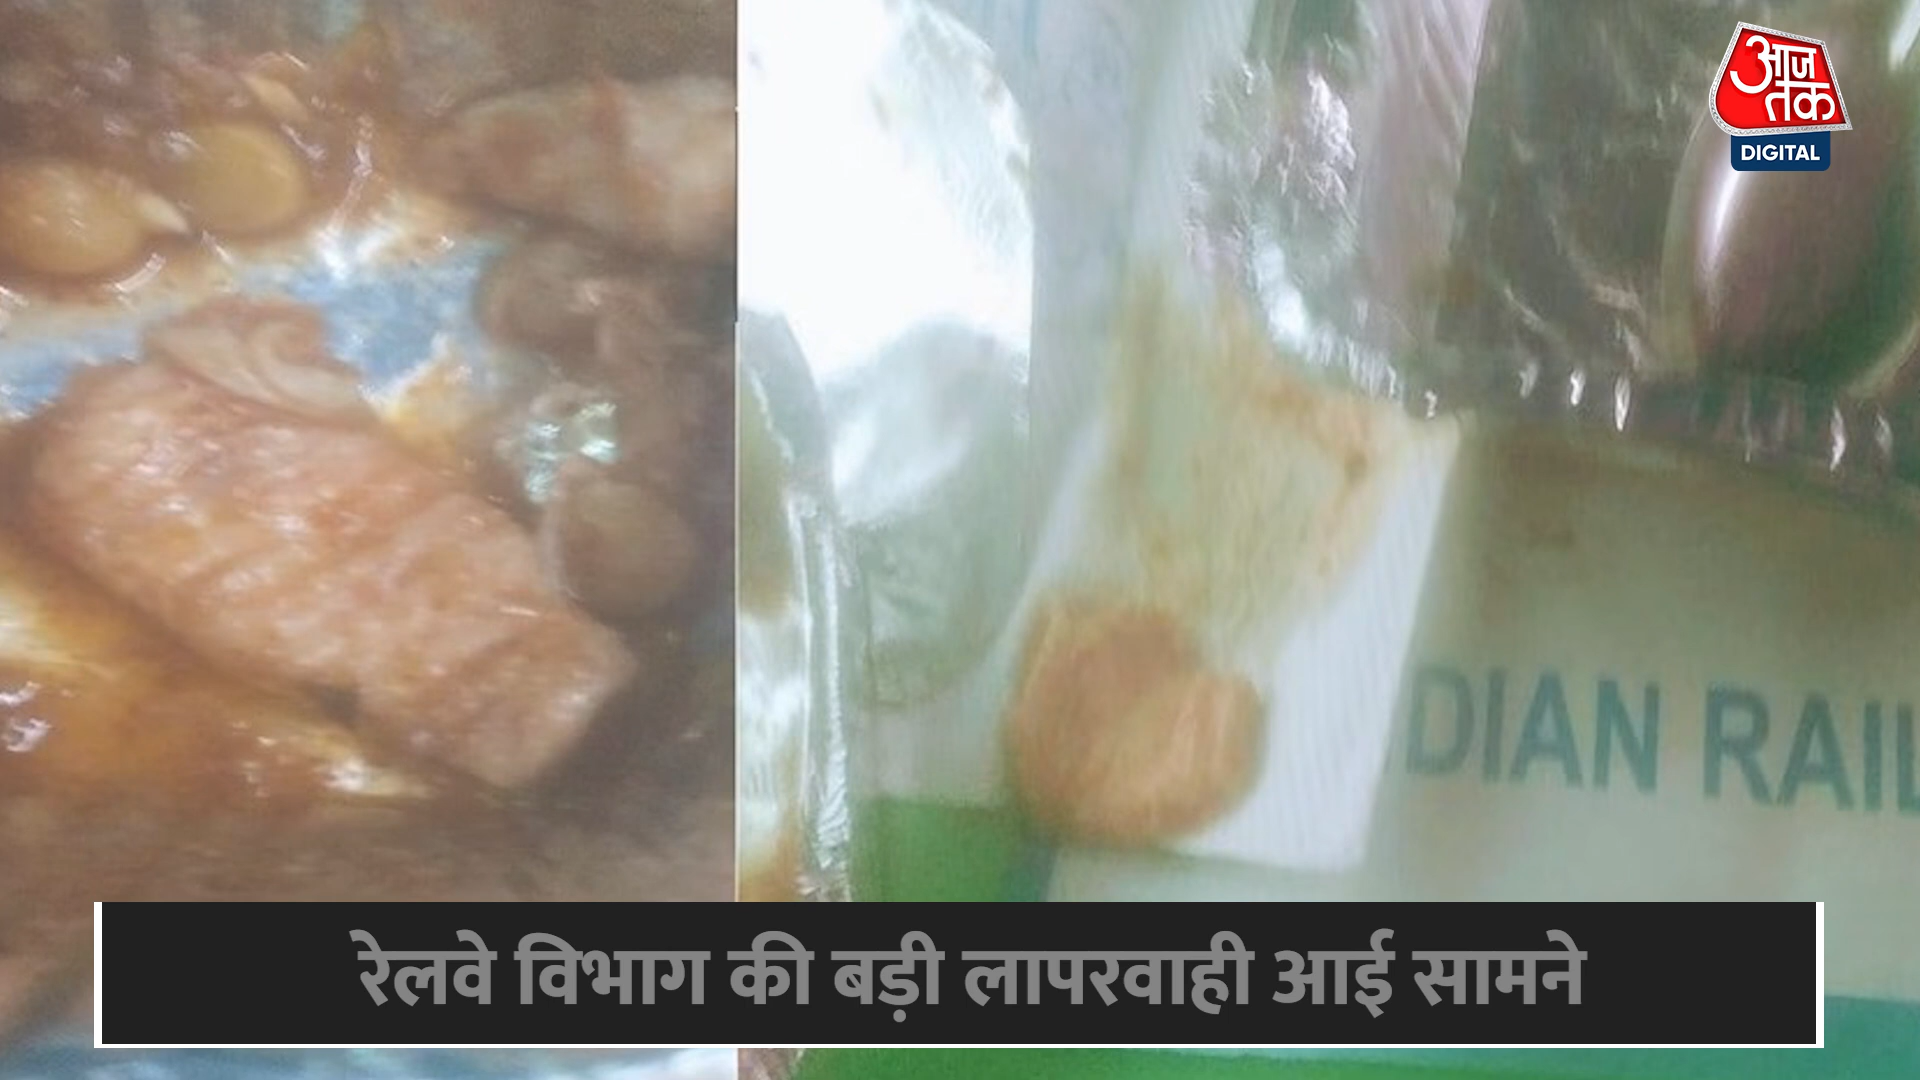 आज
तक
DIGITAL
DIAN RAIL
रेलवे विभाग की बड़ी लापरवाही आई सामने